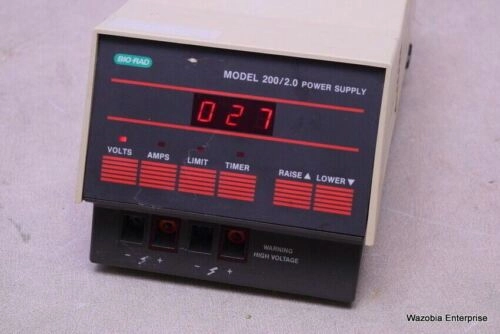 BIO-RAD
MODEL 200/2.0 POWER SUPPLY
027
VOLTS AMPS LIMIT TIMER RAISE ▲ LOWER ▼
- + - + WARNING
HIGH VOLTAGE
Wazobia Enterprise